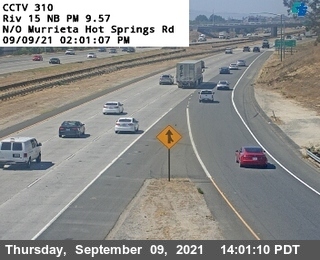 CCTV 310
Riv 15 NB PM 9.57
N/O Murrieta Hot Springs Rd
09/09/21 02:01:07 PM
Thursday, September 09, 2021 14:01:10 PDT